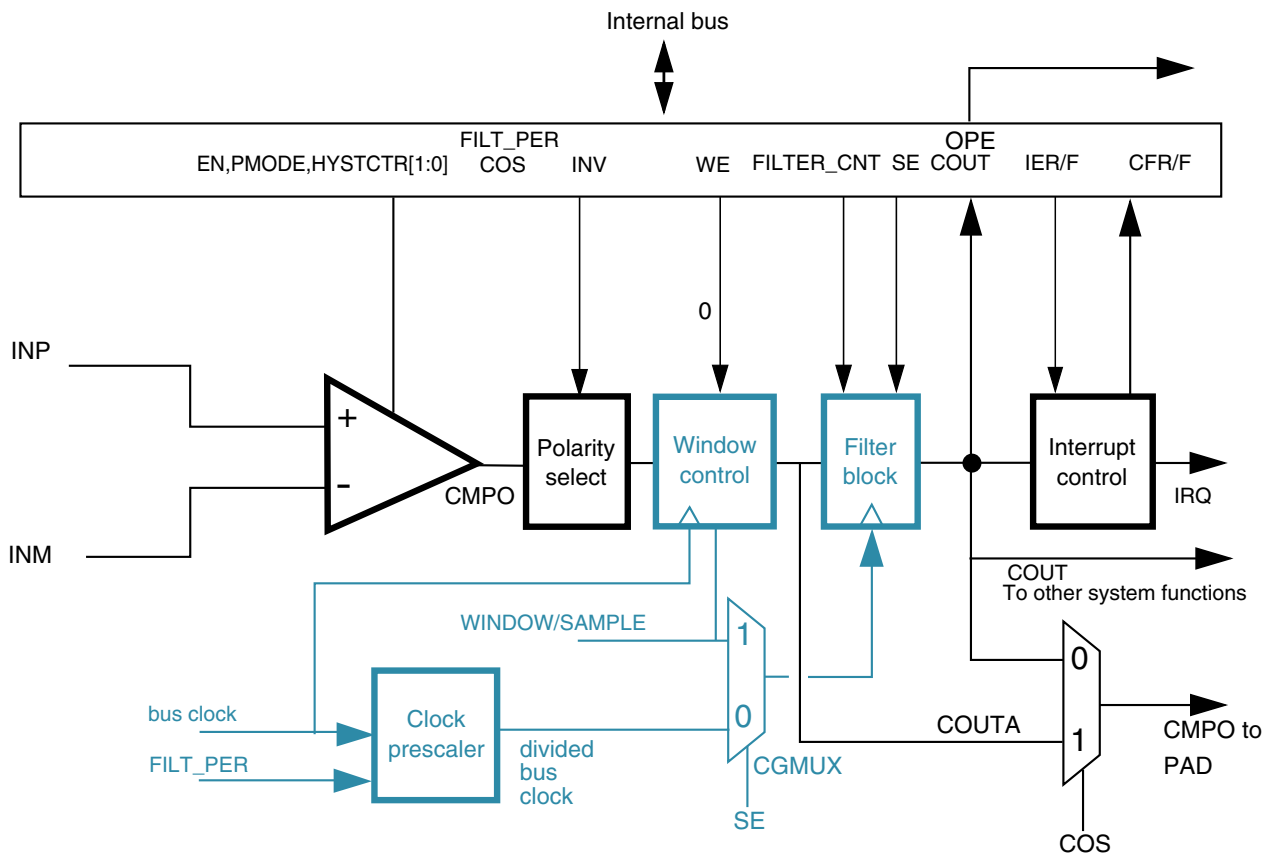 Internal bus
OPE
FILT_PER
EN,PMODE,HYSTCTR[1:0] COS INV WE FILTER_CNT SE COUT IER/F CFR/F
0
INP
+
-
INM
CMPO
Polarity
select
Window
control
Filter
block
Interrupt
control
IRQ
COUT
To other system functions
WINDOW/SAMPLE
1
0
bus clock
FILT_PER
Clock
prescaler
divided
bus
clock
CGMUX
SE
COUTA
0
1
CMPO to
PAD
COS